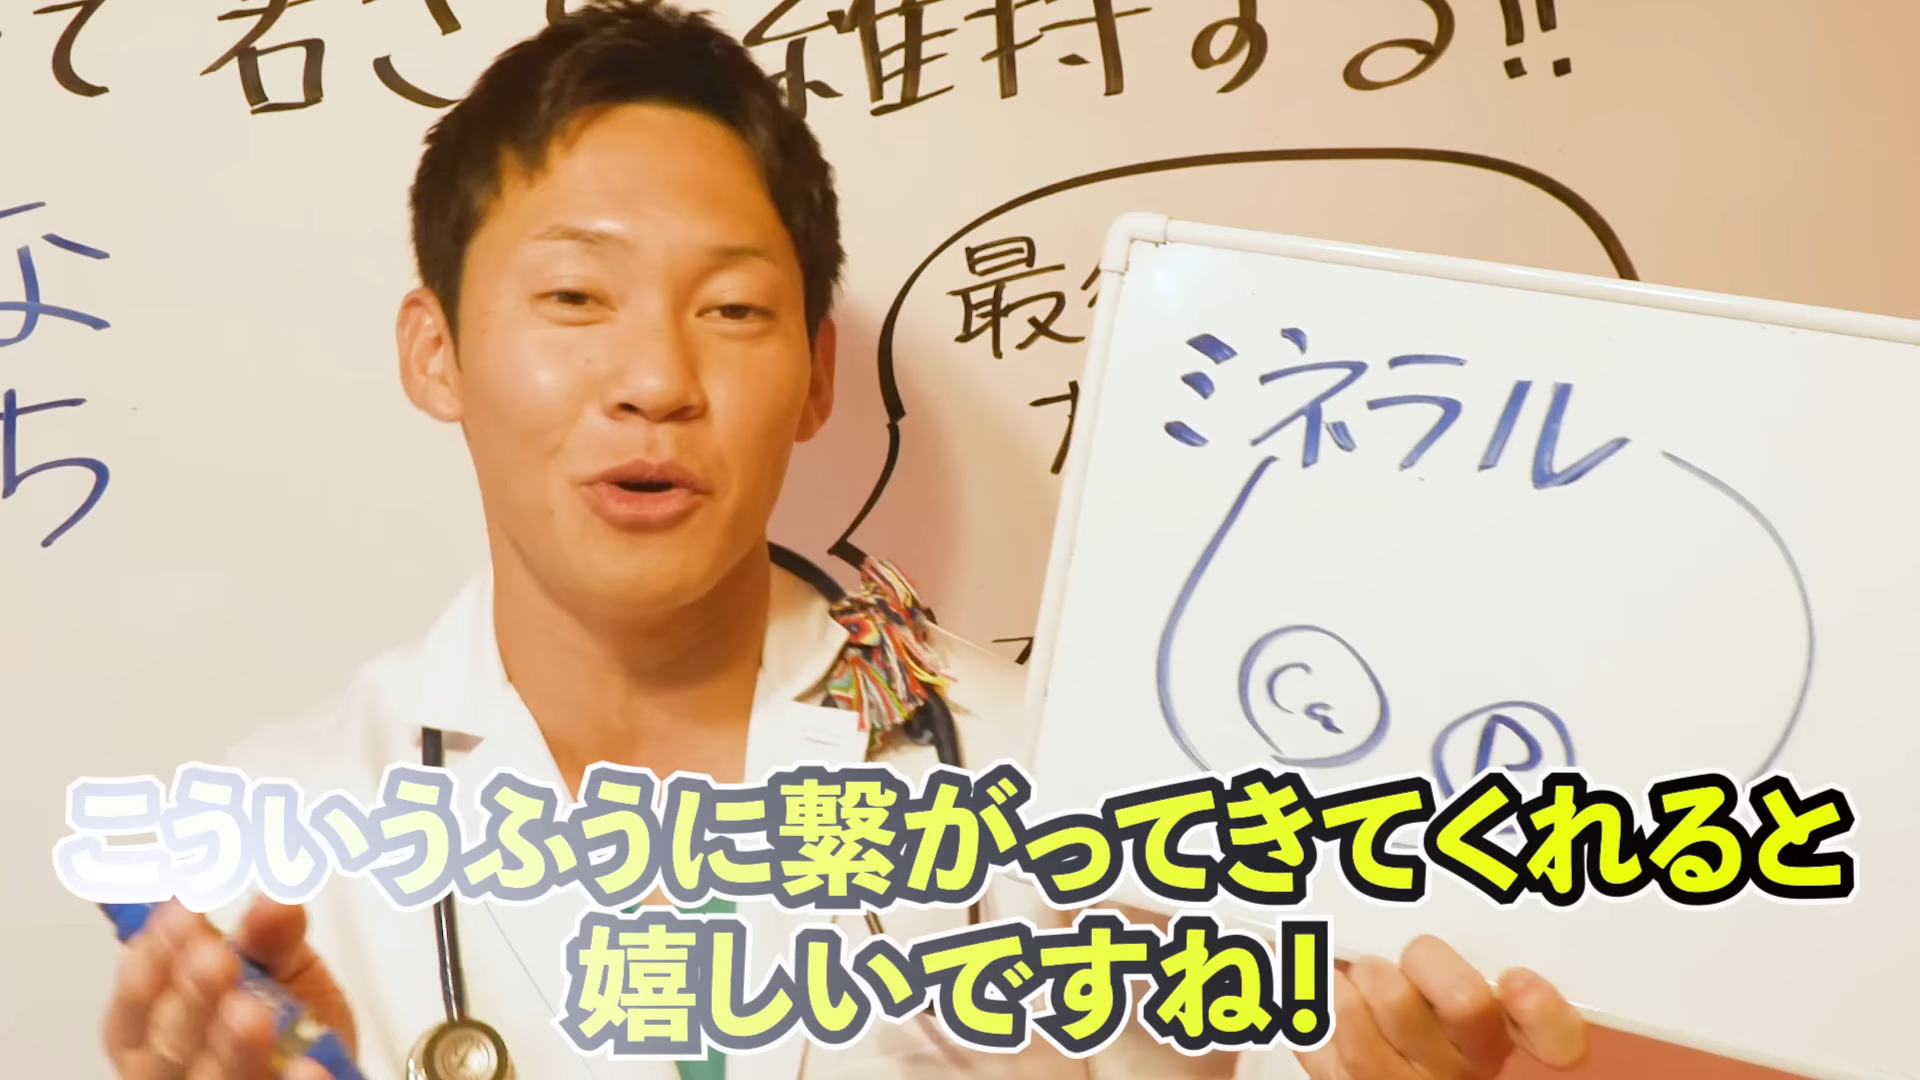 て若さを維持する!!
な
ち
最
ミネラル
Ca
P
こういうふうに繋がってきてくれると
嬉しいですね!